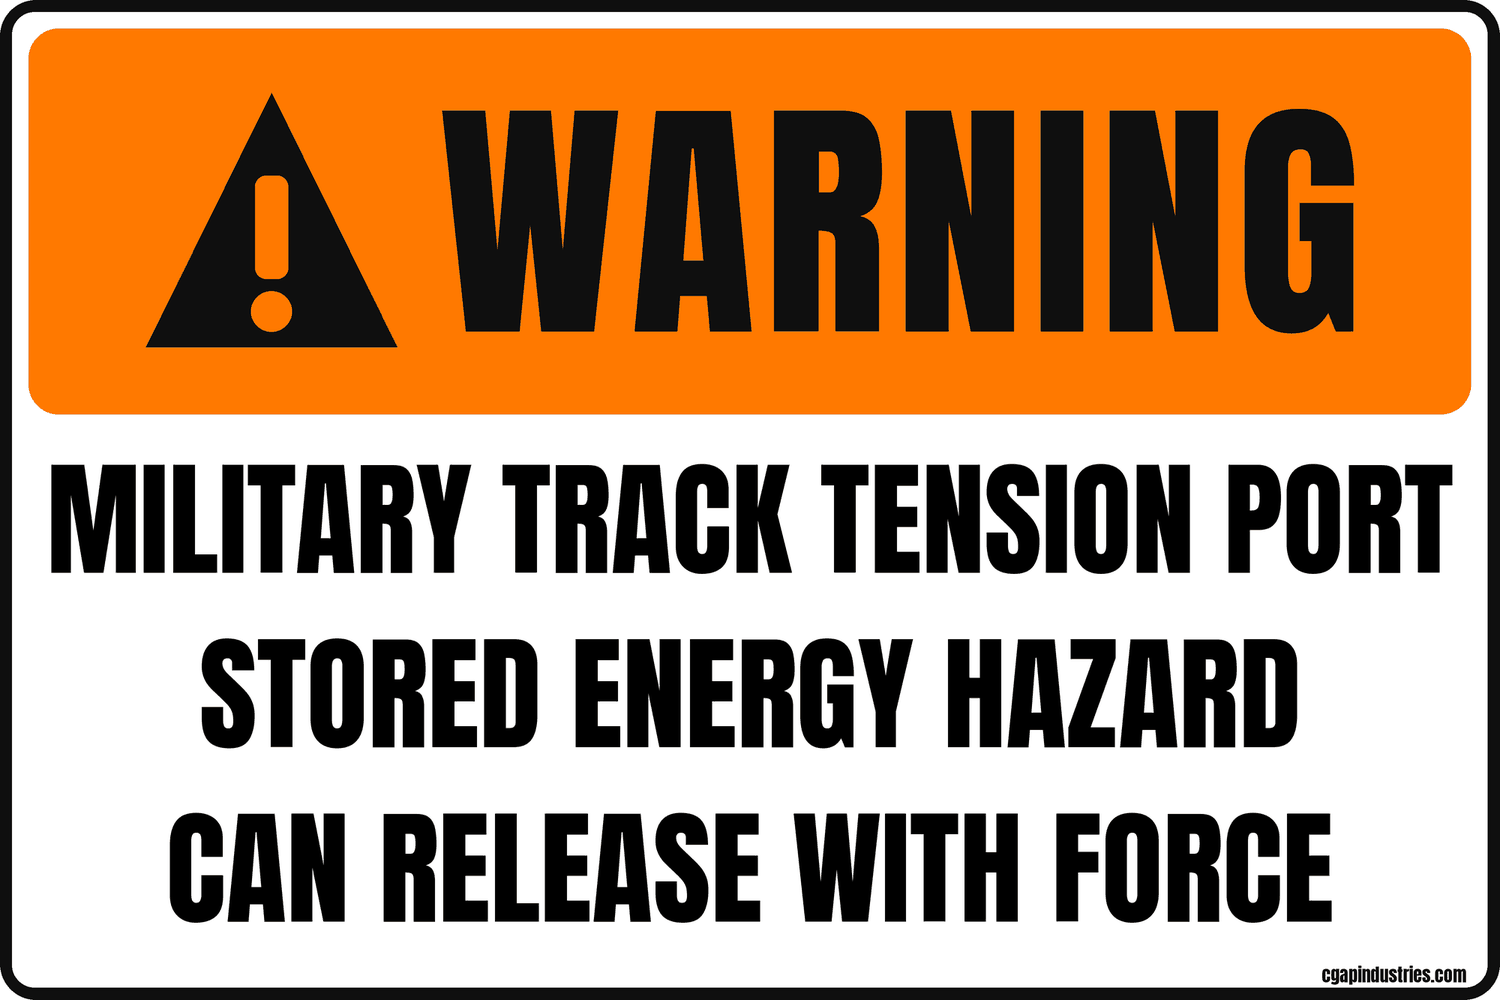 WARNING
MILITARY TRACK TENSION PORT
STORED ENERGY HAZARD
CAN RELEASE WITH FORCE
cgapindustries.com